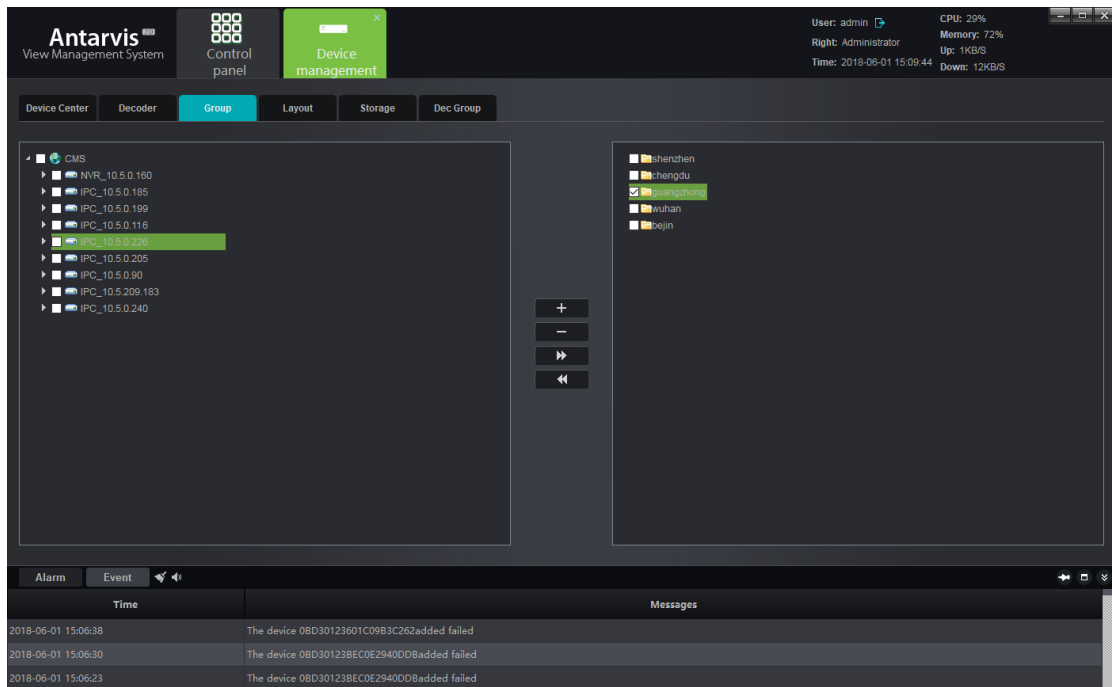 Antarvis 2.0
View Management System
Control
panel
Device
management
User: admin
Right: Administrator
Time: 2018-06-01 15:09:44
CPU: 29%
Memory: 72%
Up: 1KB/S
Down: 12KB/S
Device Center Decoder Group Layout Storage Dec Group
CMS
NVR_10.5.0.160
IPC_10.5.0.185
IPC_10.5.0.199
IPC_10.5.0.116
IPC_10.5.0.226
IPC_10.5.0.205
IPC_10.5.0.90
IPC_10.5.209.183
IPC_10.5.0.240
shenzhen
chengdu
guangzhong
wuhan
bejin
Alarm Event
Time Messages
2018-06-01 15:06:38 The device 0BD30123601C09B3C262added failed
2018-06-01 15:06:30 The device 0BD30123BEC0E2940DDBadded failed
2018-06-01 15:06:23 The device 0BD30123BEC0E2940DDBadded failed